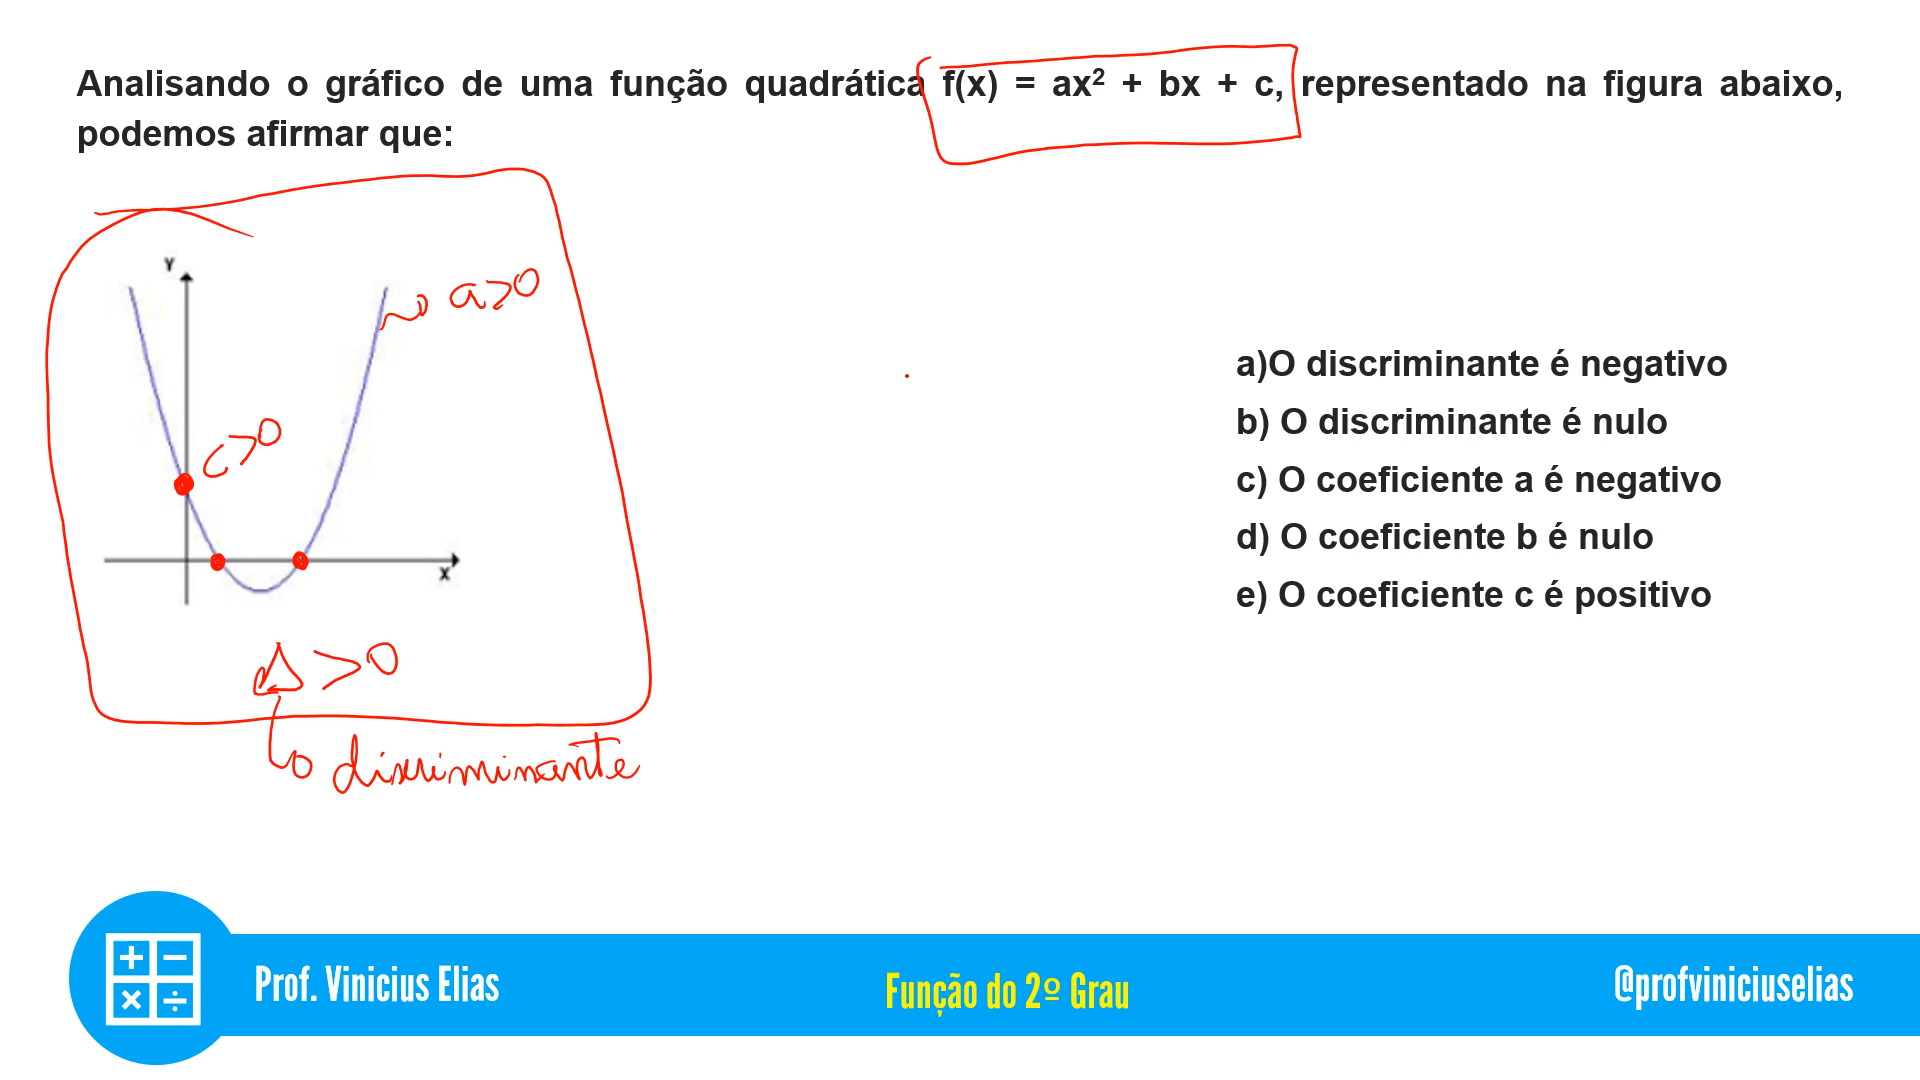 Analisando o gráfico de uma função quadrática f(x) = ax² + bx + c, representado na figura abaixo,
podemos afirmar que:
Y
a>0
a)O discriminante é negativo
b) O discriminante é nulo
c>0
c) O coeficiente a é negativo
d) O coeficiente b é nulo
X
e) O coeficiente c é positivo
Δ>0
discriminante
Prof. Vinicius Elias
Função do 2º Grau
@profviniciuselias